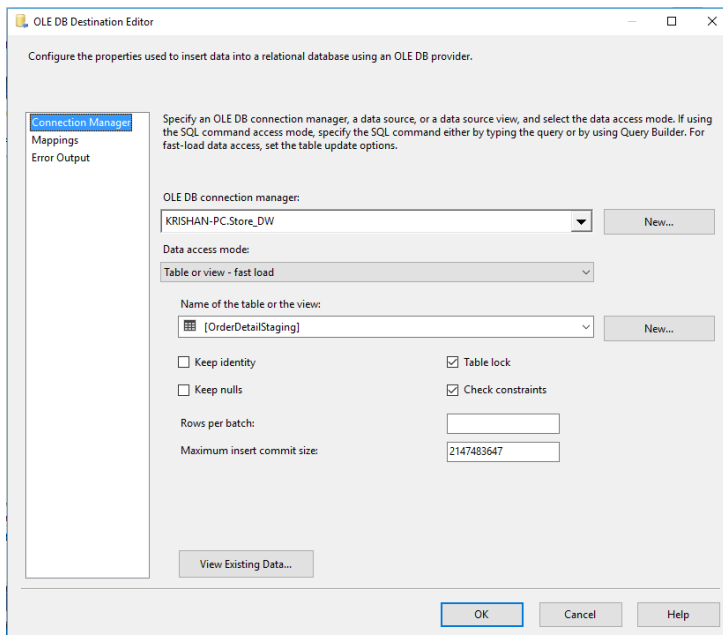 OLE DB Destination Editor
Configure the properties used to insert data into a relational database using an OLE DB provider.
Connection Manager
Mappings
Error Output
Specify an OLE DB connection manager, a data source, or a data source view, and select the data access mode. If using
the SQL command access mode, specify the SQL command either by typing the query or by using Query Builder. For
fast-load data access, set the table update options.
OLE DB connection manager:
KRISHAN-PC.Store_DW
New...
Data access mode:
Table or view - fast load
Name of the table or the view:
[OrderDetailStaging]
New...
Keep identity
Table lock
Keep nulls
Check constraints
Rows per batch:
Maximum insert commit size:
2147483647
View Existing Data...
OK
Cancel
Help